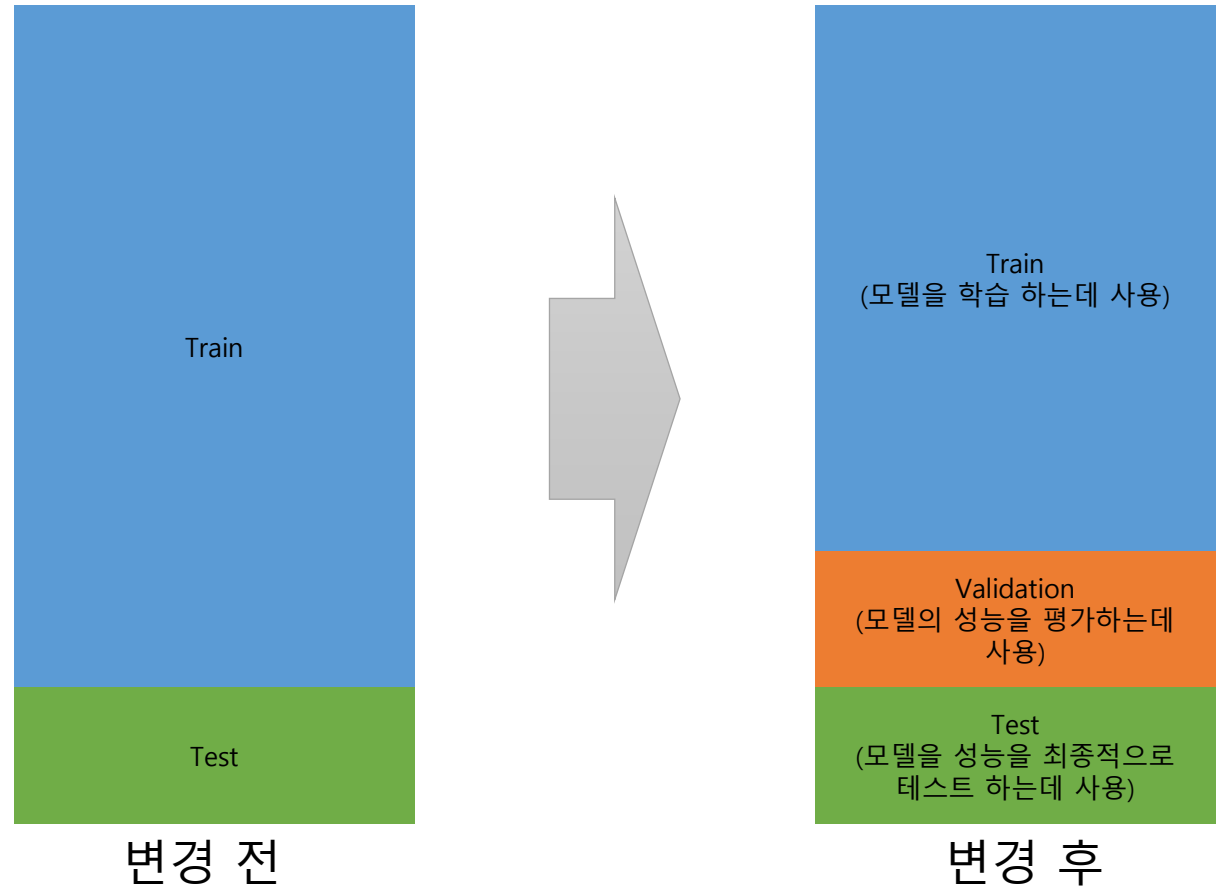 Train
Test
변경 전
Train
(모델을 학습 하는데 사용)
Validation
(모델의 성능을 평가하는데
사용)
Test
(모델을 성능을 최종적으로
테스트 하는데 사용)
변경 후